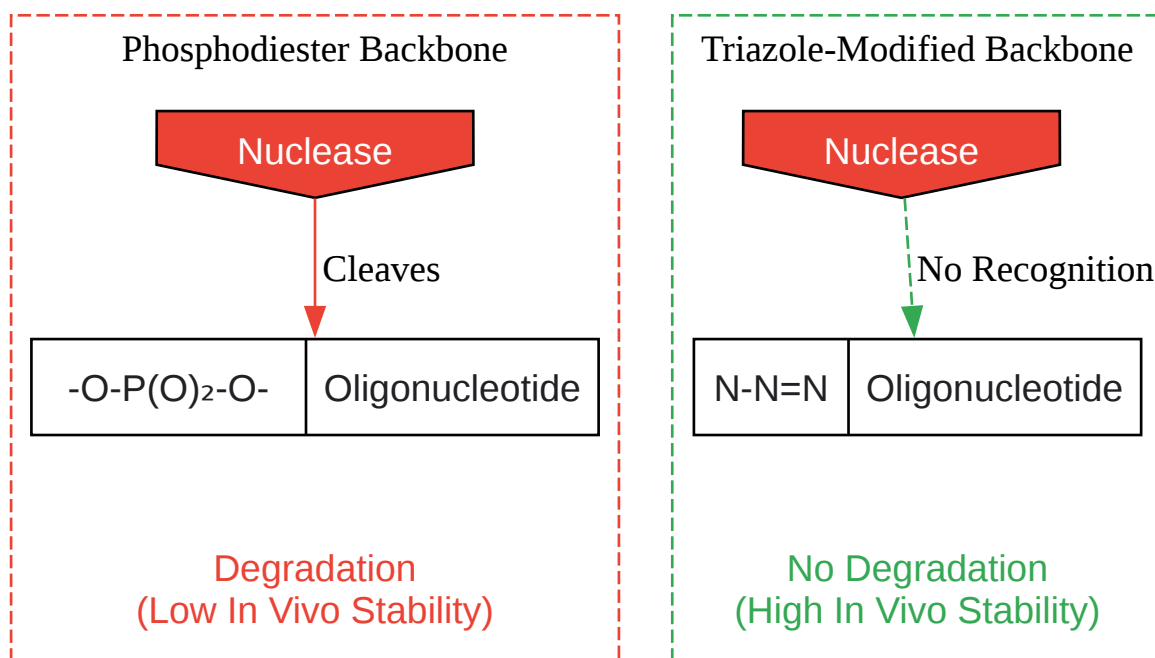 Phosphodiester Backbone
Nuclease
Cleaves
-O-P(O)₂-O-
Oligonucleotide
Degradation
(Low In Vivo Stability)
Triazole-Modified Backbone
Nuclease
No Recognition
N-N=N
Oligonucleotide
No Degradation
(High In Vivo Stability)